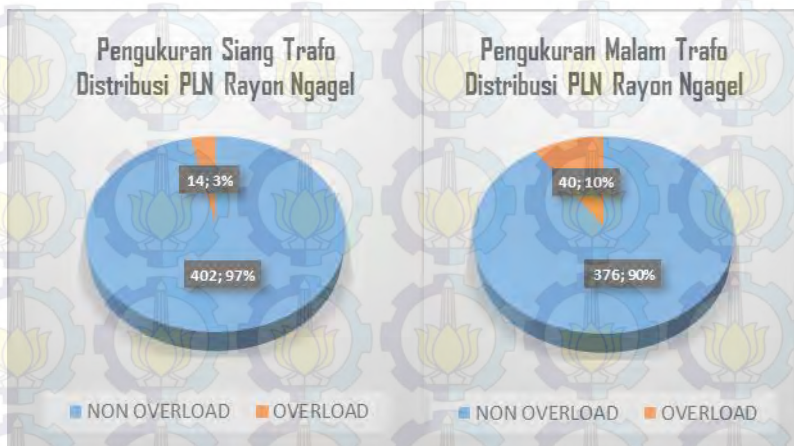 Pengukuran Siang Trafo
Distribusi PLN Rayon Ngagel
14; 3%
402; 97%
NON OVERLOAD
OVERLOAD
Pengukuran Malam Trafo
Distribusi PLN Rayon Ngagel
40; 10%
376; 90%
NON OVERLOAD
OVERLOAD